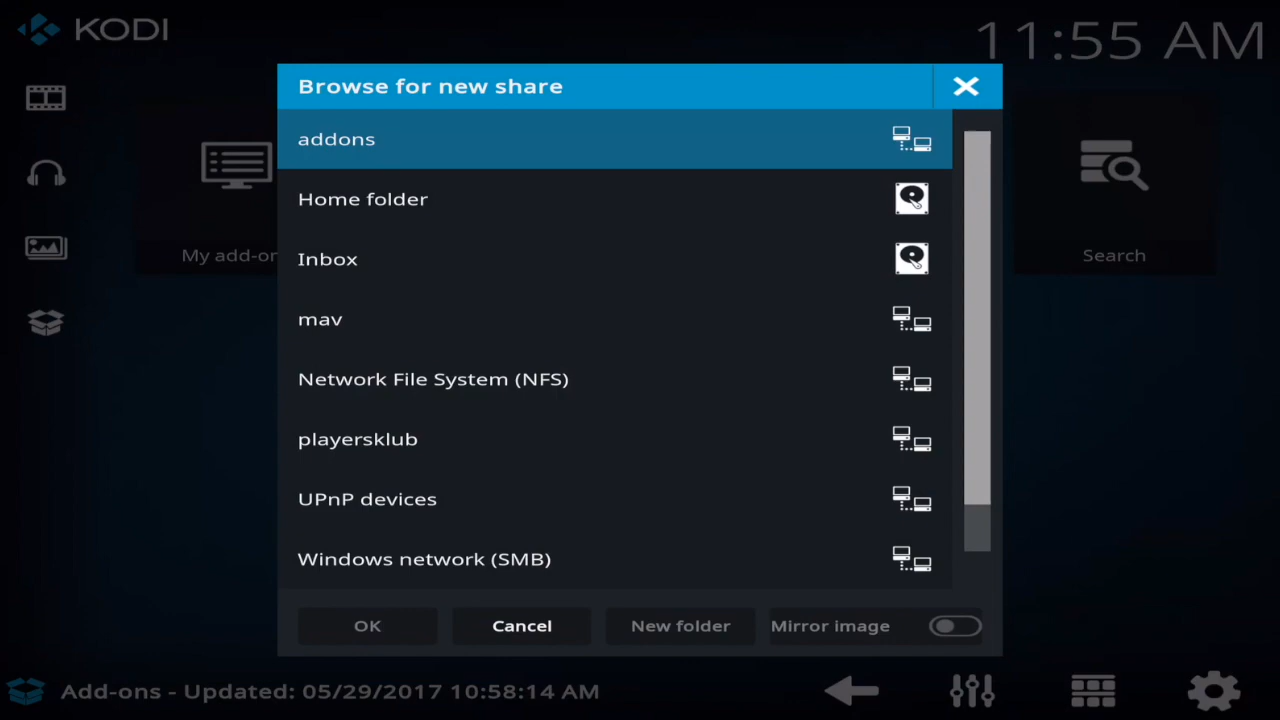 KODI
11:55 AM
Browse for new share
addons
Home folder
Inbox
mav
Network File System (NFS)
playersklub
UPnP devices
Windows network (SMB)
My add-on
Search
OK
Cancel
New folder
Mirror image
Add-ons - Updated: 05/29/2017 10:58:14 AM